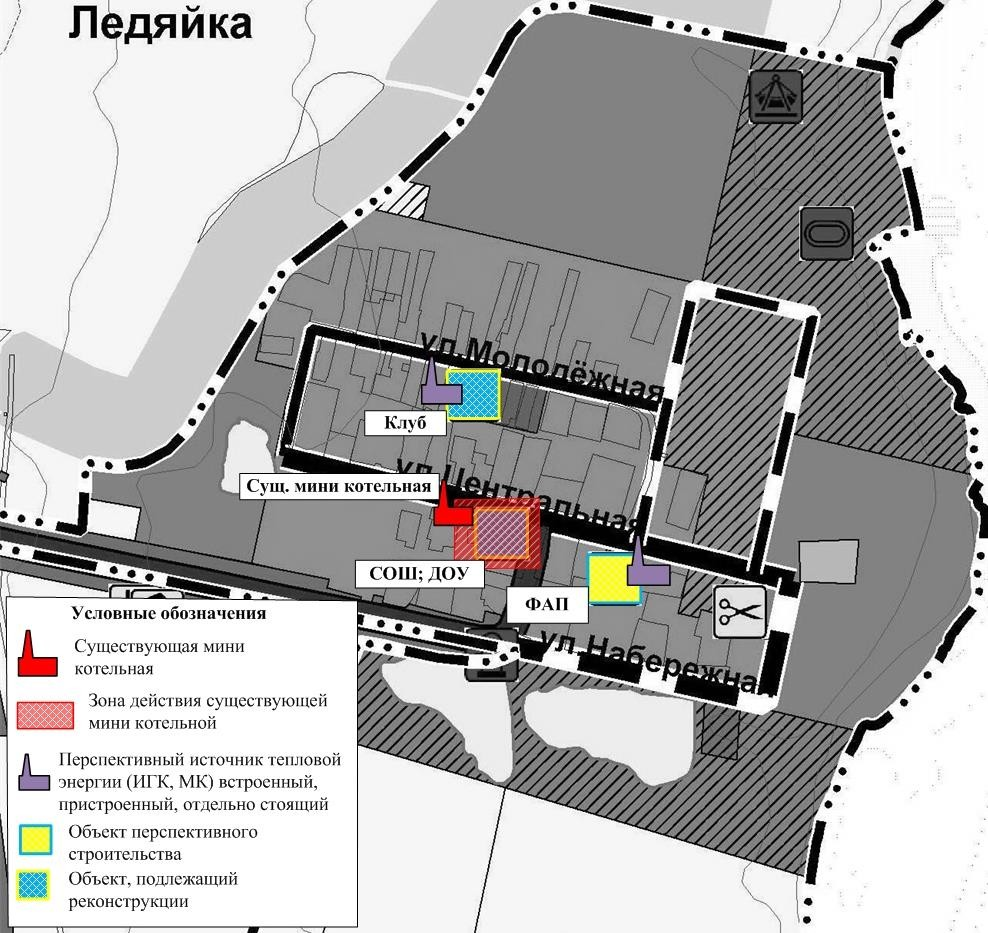 Ледяйка
ул.Молодёжная
Клуб
ул.Центральная
Сущ. мини котельная
СОШ; ДОУ
ФАП
ул.Набережная
Условные обозначения
Существующая мини
котельная
Зона действия существующей
мини котельной
Перспективный источник тепловой
энергии (ИГК, МК) встроенный,
пристроенный, отдельно стоящий
Объект перспективного
строительства
Объект, подлежащий
реконструкции